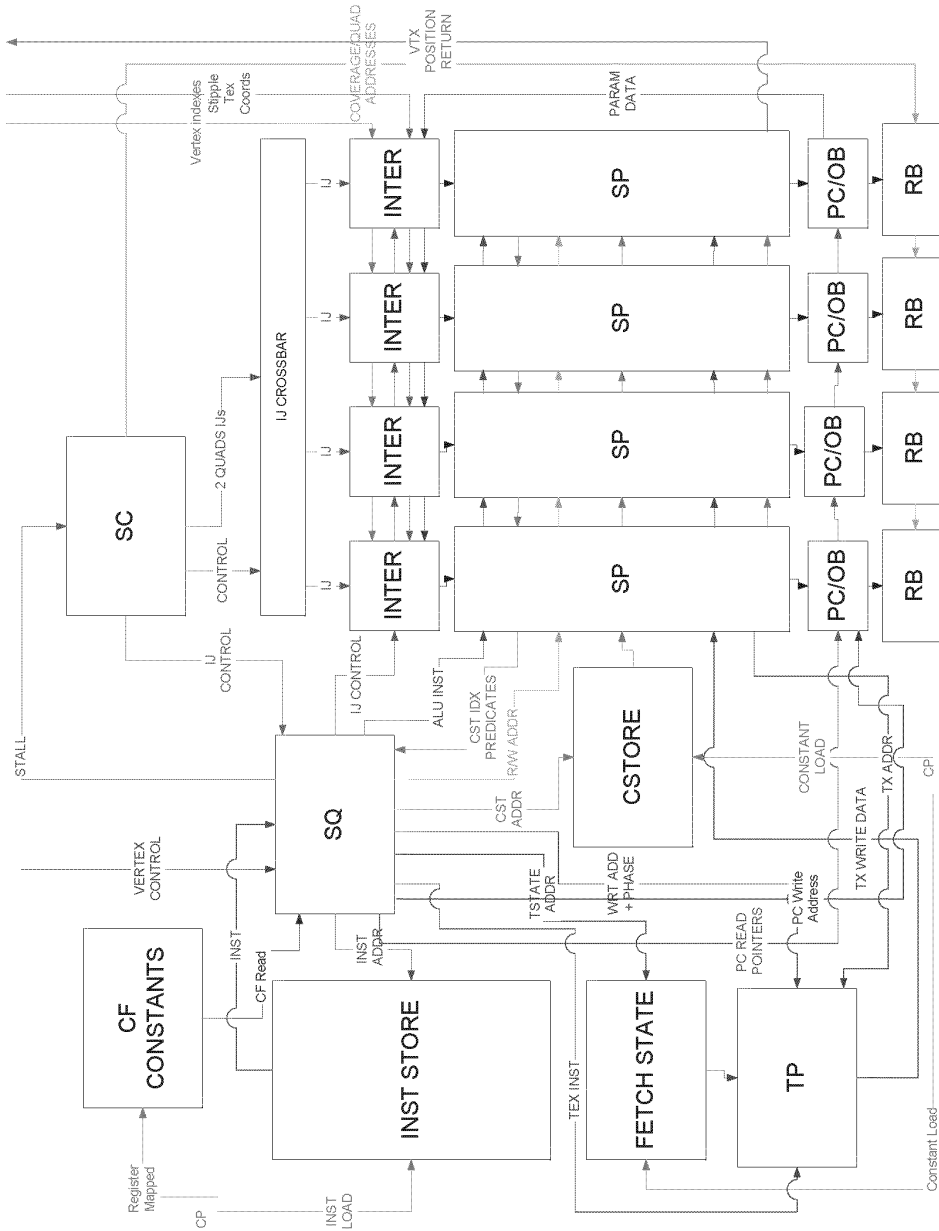 COVERAGE/QUAD
ADDRESSES
VTX
POSITION
RETURN
Vertex indexes
Stipple
Tex
Coords
PARAM
DATA
IJ CROSSBAR
IJ
IJ
IJ
IJ
INTER
INTER
INTER
INTER
SP
SP
SP
SP
PC/OB
PC/OB
PC/OB
PC/OB
RB
RB
RB
RB
SC
2 QUADS IJs
CONTROL
STALL
IJ
CONTROL
IJ CONTROL
ALU INST
CST IDX
PREDICATES
R/W ADDR
CST
ADDR
CSTORE
CONSTANT
LOAD
CP
TX ADDR
TX WRITE DATA
SQ
VERTEX
CONTROL
INST
CF Read
INST
ADDR
TSTATE
ADDR
WRT ADD
+ PHASE
PC Write
Address
PC READ
POINTERS
CF
CONSTANTS
INST STORE
TEX INST
FETCH STATE
TP
Register
Mapped
CP
INST
LOAD
Constant Load